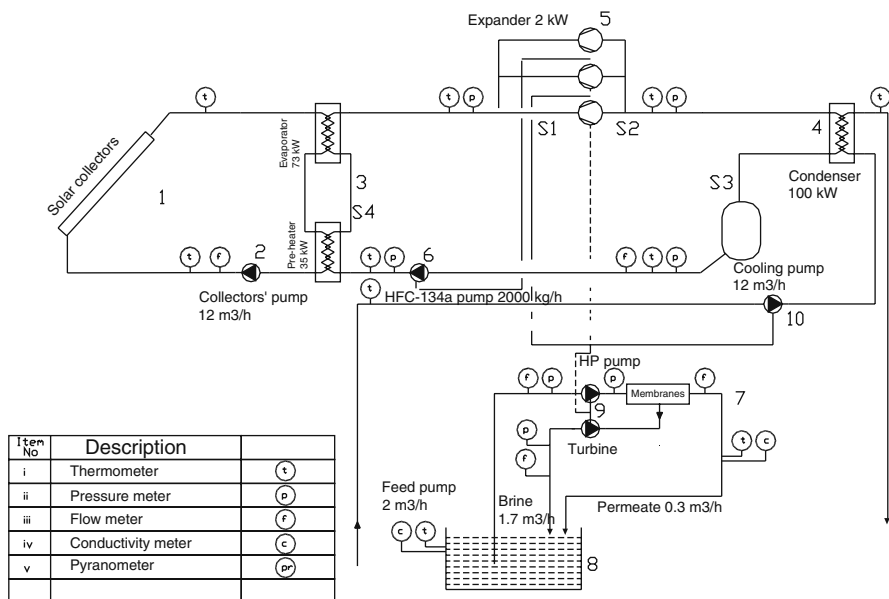 Expander 2 kW
5
t
t
p
t
p
t
Solar collectors
Evaporator
73 kW
S1
S2
4
1
3
Condenser
100 kW
S4
S3
Pre-heater
35 kW
t
f
2
t
p
6
f
t
p
Collectors' pump
12 m3/h
t
HFC-134a pump 2000 kg/h
Cooling pump
12 m3/h
10
HP pump
f
p
p
f
Membranes
7
9
p
Turbine
t
c
f
Feed pump
2 m3/h
Brine
1.7 m3/h
Permeate 0.3 m3/h
c
t
8
Item No
Description
i
Thermometer
t
ii
Pressure meter
p
iii
Flow meter
f
iv
Conductivity meter
c
v
Pyranometer
pr